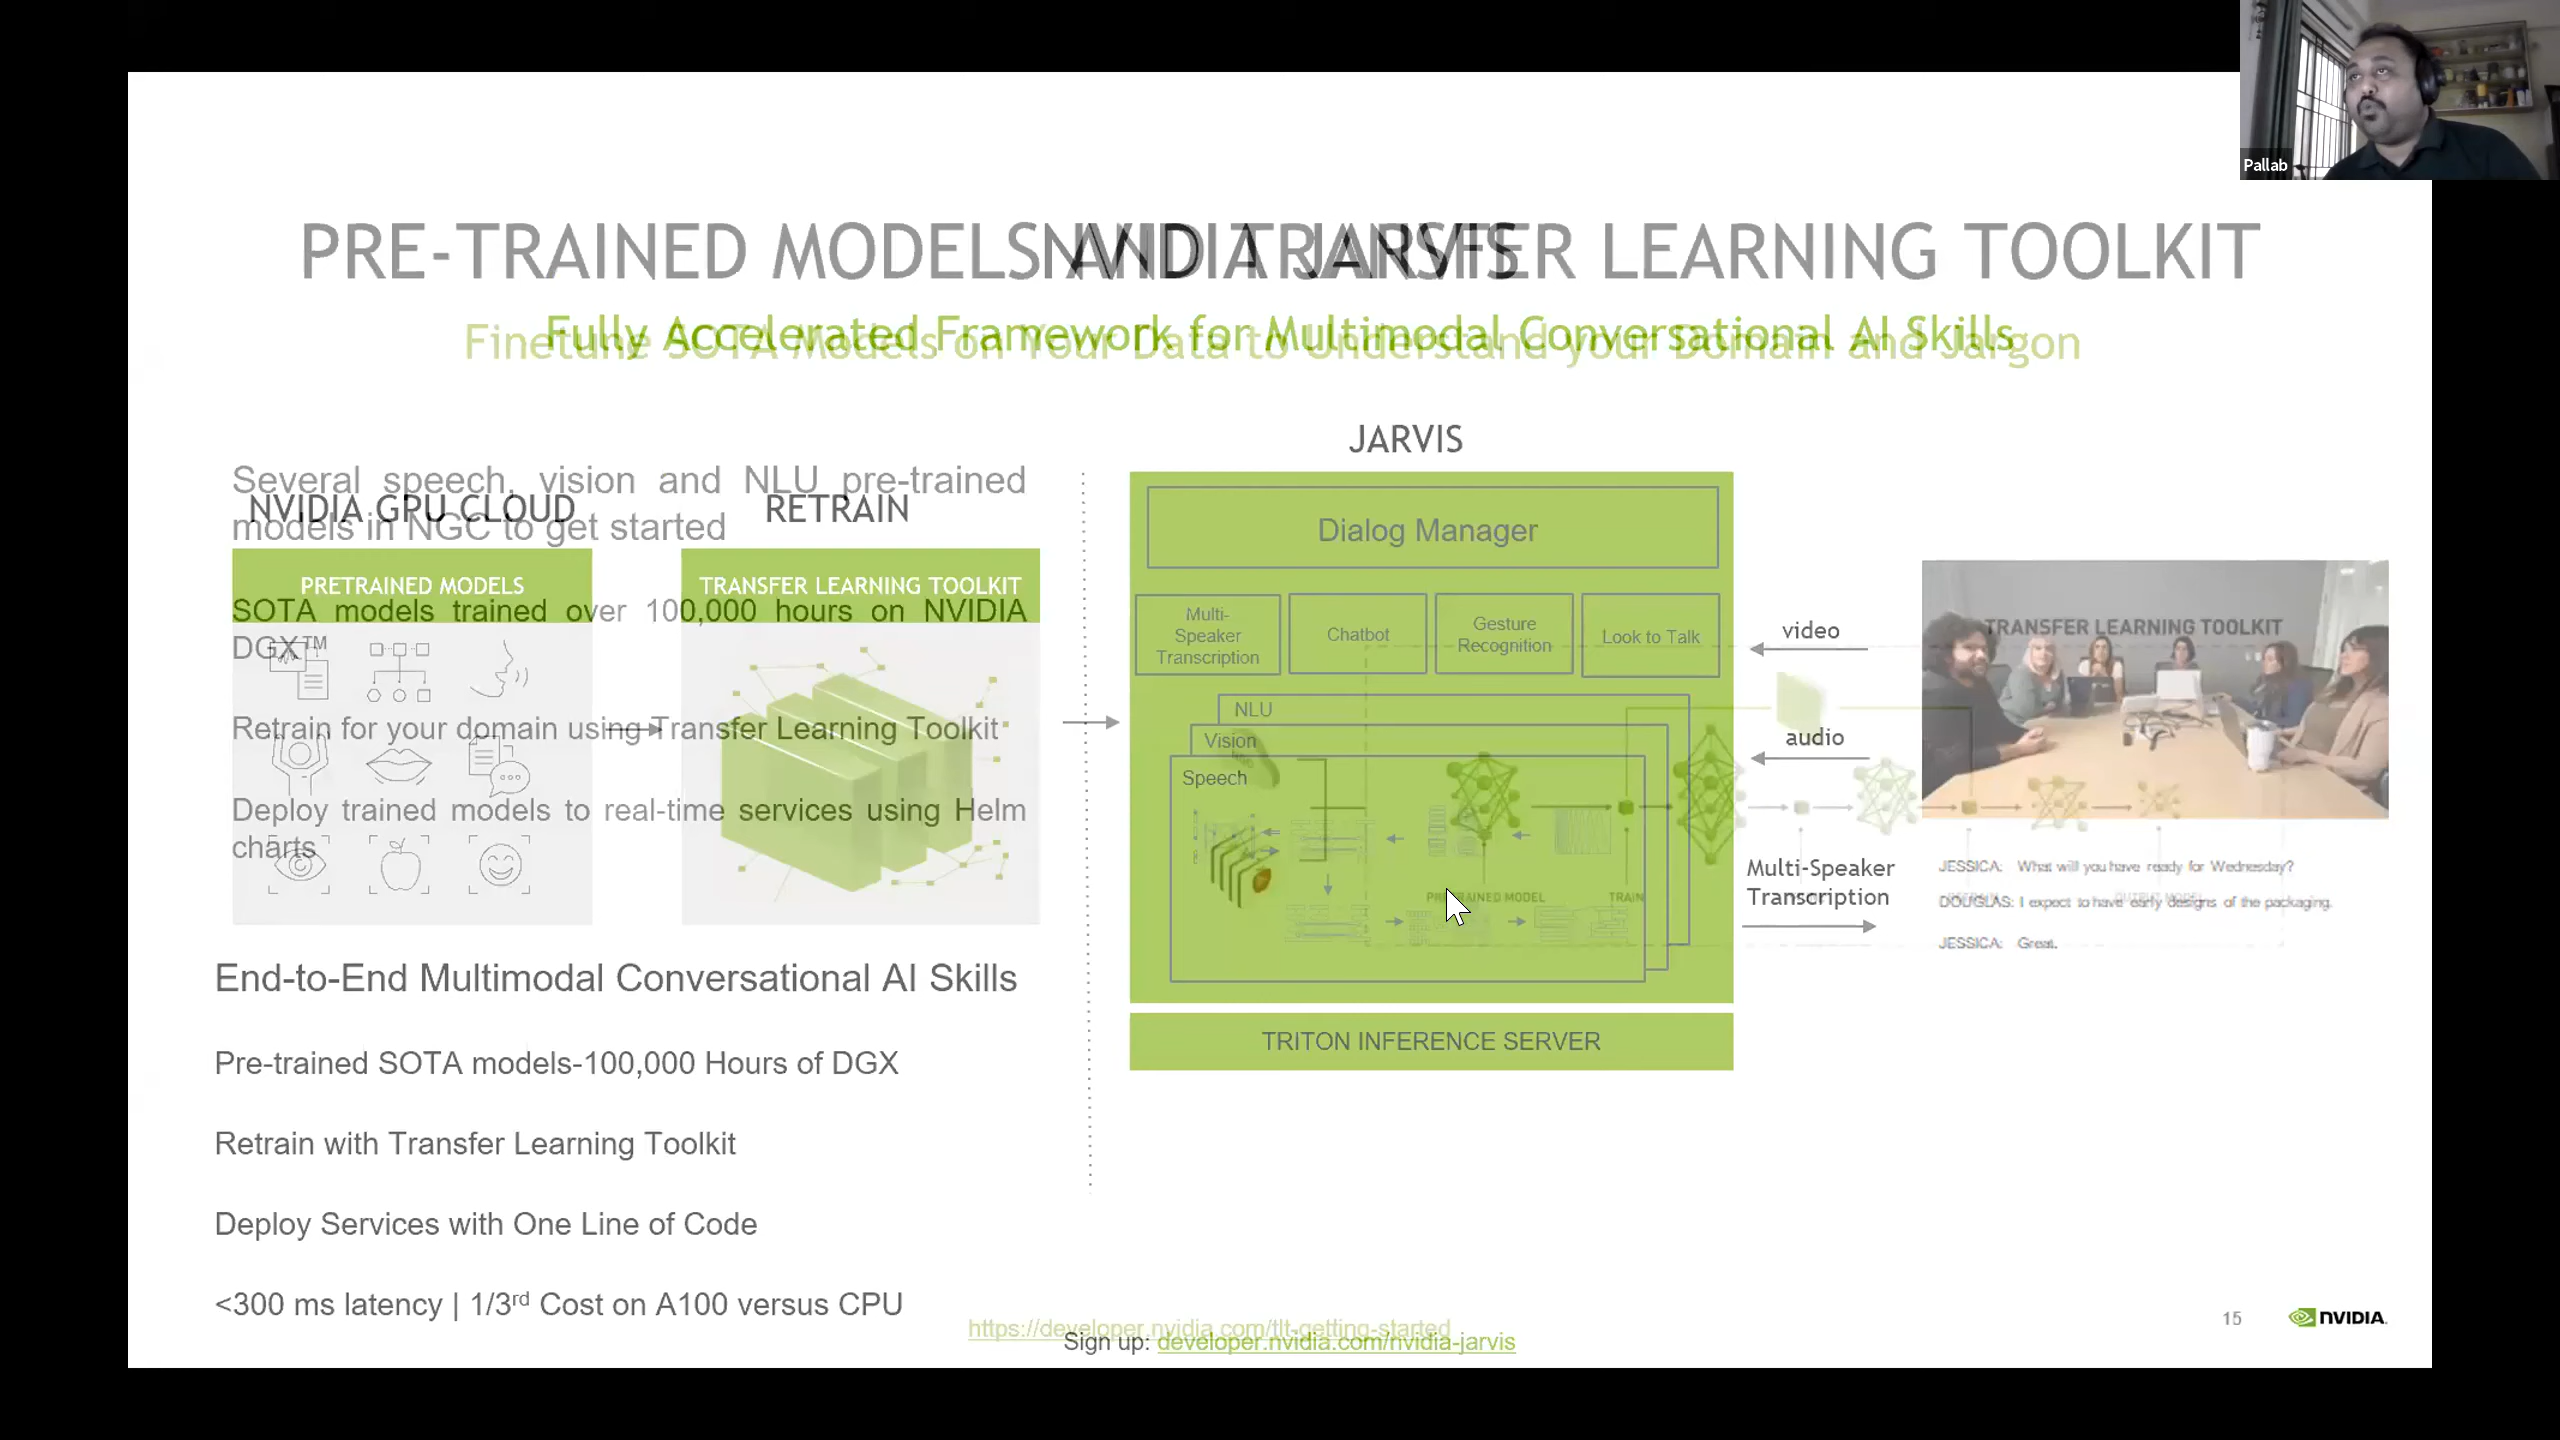 Pallab
PRE-TRAINED MODELS AND TRANSFER LEARNING TOOLKIT
NVIDIA JARVIS
Fully Accelerated Framework for Multimodal Conversational AI Skills
Finetune SOTA Models on Your Data to Understand your Domain and Jargon
Several speech, vision and NLU pre-trained
models in NGC to get started
SOTA models trained over 100,000 hours on NVIDIA
DGX™
Retrain for your domain using Transfer Learning Toolkit
Deploy trained models to real-time services using Helm
charts
NVIDIA GPU CLOUD
PRETRAINED MODELS
RETRAIN
TRANSFER LEARNING TOOLKIT
JARVIS
Dialog Manager
Multi-
Speaker
Transcription
Chatbot
Gesture
Recognition
Look to Talk
NLU
Vision
Speech
PRETRAINED MODEL
TRAIN
TRITON INFERENCE SERVER
video
audio
Multi-Speaker
Transcription
TRANSFER LEARNING TOOLKIT
JESSICA: What will you have ready for Wednesday?
DOUGLAS: I expect to have early designs of the packaging.
JESSICA: Great.
OUTPUT MODEL
End-to-End Multimodal Conversational AI Skills
Pre-trained SOTA models-100,000 Hours of DGX
Retrain with Transfer Learning Toolkit
Deploy Services with One Line of Code
<300 ms latency | 1/3rd Cost on A100 versus CPU
https://developer.nvidia.com/tlt-getting-started
Sign up: developer.nvidia.com/nvidia-jarvis
15
NVIDIA.